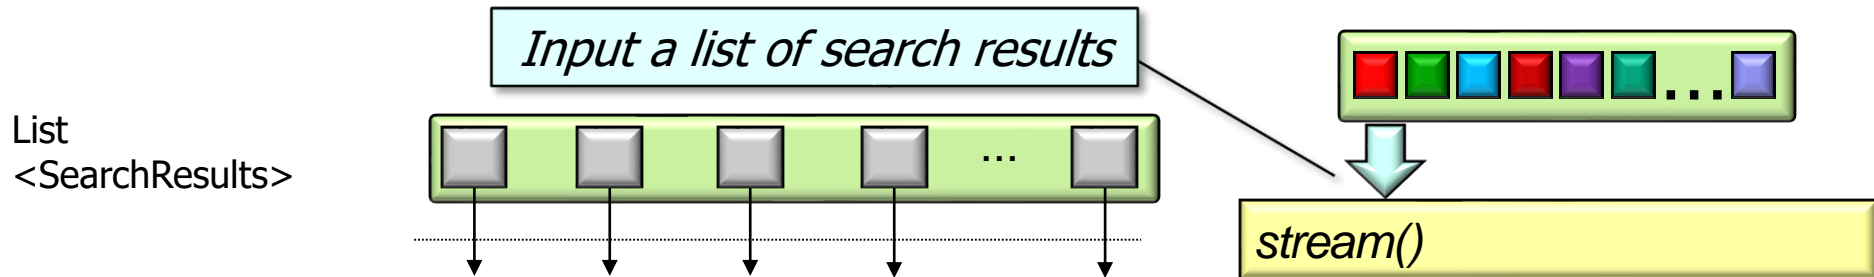 Input a list of search results
List
<SearchResults>
...
...
stream()